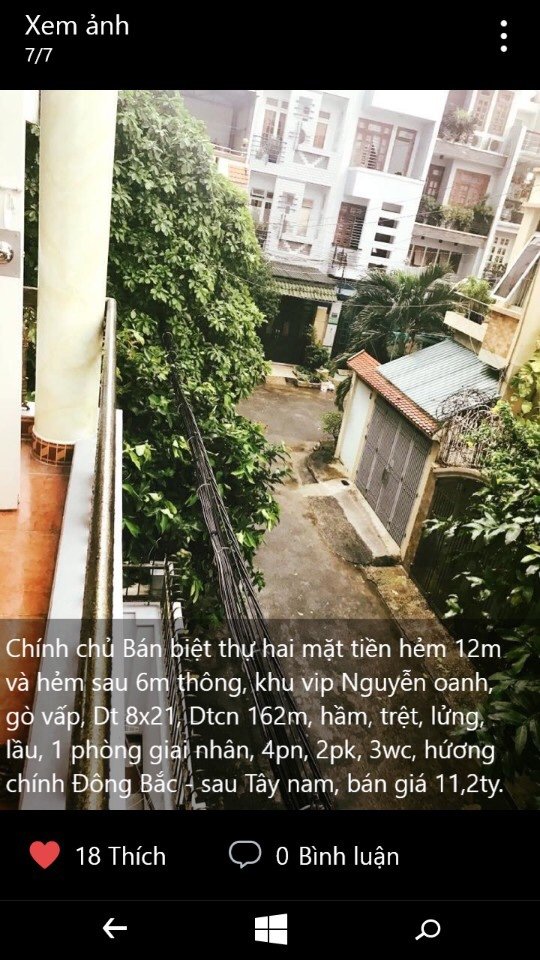 Xem ảnh
7/7
Chính chủ Bán biệt thự hai mặt tiền hẻm 12m
và hẻm sau 6m thông, khu vip Nguyễn oanh,
gò vấp, Dt 8x21, Dtcn 162m, hầm, trệt, lửng,
lầu, 1 phòng giai nhân, 4pn, 2pk, 3wc, hướng
chính Đông Bắc - sau Tây nam, bán giá 11,2ty.
18 Thích
0 Bình luận